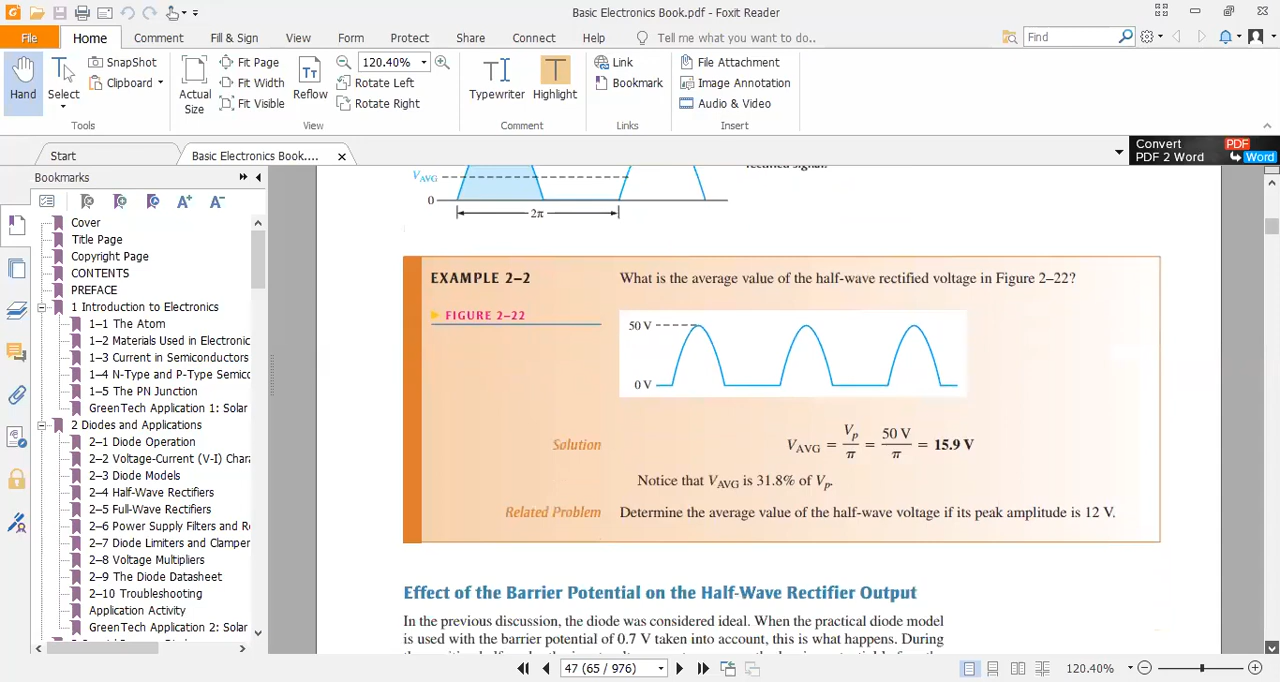 Basic Electronics Book.pdf - Foxit Reader
File Home Comment Fill & Sign View Form Protect Share Connect Help Tell me what you want to do.. Find
Hand
Select
SnapShot
Clipboard
Tools
Actual
Size
Fit Page
Fit Width
Fit Visible
Reflow
120.40%
Rotate Left
Rotate Right
View
Typewriter
Highlight
Comment
Link
Bookmark
Links
File Attachment
Image Annotation
Audio & Video
Insert
Start
Basic Electronics Book....
Convert PDF
PDF 2 Word Word
Bookmarks
Cover
Title Page
Copyright Page
CONTENTS
PREFACE
1 Introduction to Electronics
1–1 The Atom
1–2 Materials Used in Electronic
1–3 Current in Semiconductors
1–4 N-Type and P-Type Semico
1–5 The PN Junction
GreenTech Application 1: Solar
2 Diodes and Applications
2–1 Diode Operation
2–2 Voltage-Current (V-I) Chara
2–3 Diode Models
2–4 Half-Wave Rectifiers
2–5 Full-Wave Rectifiers
2–6 Power Supply Filters and Re
2–7 Diode Limiters and Clamper
2–8 Voltage Multipliers
2–9 The Diode Datasheet
2–10 Troubleshooting
Application Activity
GreenTech Application 2: Solar
rectified signal.
VAVG
0
2π
EXAMPLE 2–2 What is the average value of the half-wave rectified voltage in Figure 2–22?
FIGURE 2–22
50 V
0 V
Solution VAVG = Vp/π = 50 V/π = 15.9 V
Notice that VAVG is 31.8% of Vp.
Related Problem Determine the average value of the half-wave voltage if its peak amplitude is 12 V.
Effect of the Barrier Potential on the Half-Wave Rectifier Output
In the previous discussion, the diode was considered ideal. When the practical diode model
is used with the barrier potential of 0.7 V taken into account, this is what happens. During
47 (65 / 976) 120.40%